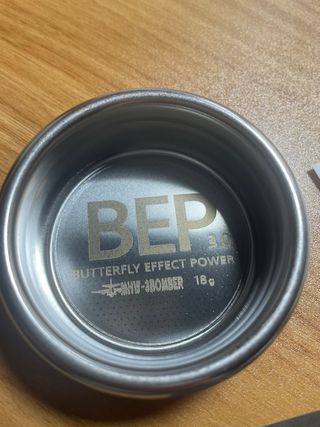 BEP
3.0
BUTTERFLY EFFECT POWER
MHW-3BOMBER 18g